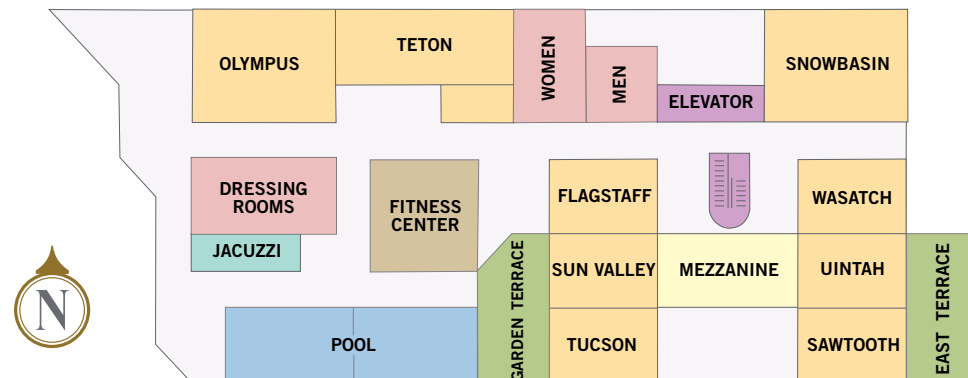 OLYMPUS
TETON
WOMEN
MEN
ELEVATOR
SNOWBASIN
DRESSING
ROOMS
JACUZZI
FITNESS
CENTER
FLAGSTAFF
WASATCH
GARDEN TERRACE
SUN VALLEY
MEZZANINE
UINTAH
EAST TERRACE
N
POOL
TUCSON
SAWTOOTH